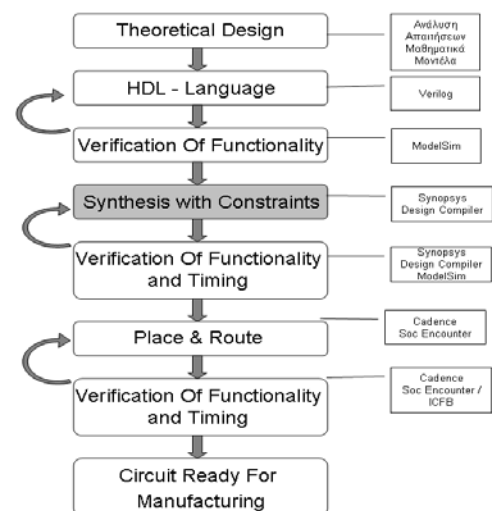 Theoretical Design
Ανάλυση
Απαιτήσεων
Μαθηματικά
Μοντέλα
HDL - Language
Verilog
Verification Of Functionality
ModelSim
Synthesis with Constraints
Synopsys
Design Compiler
Verification Of Functionality
and Timing
Synopsys
Design Compiler
ModelSim
Place & Route
Cadence
Soc Encounter
Verification Of Functionality
and Timing
Cadence
Soc Encounter /
ICFB
Circuit Ready For
Manufacturing